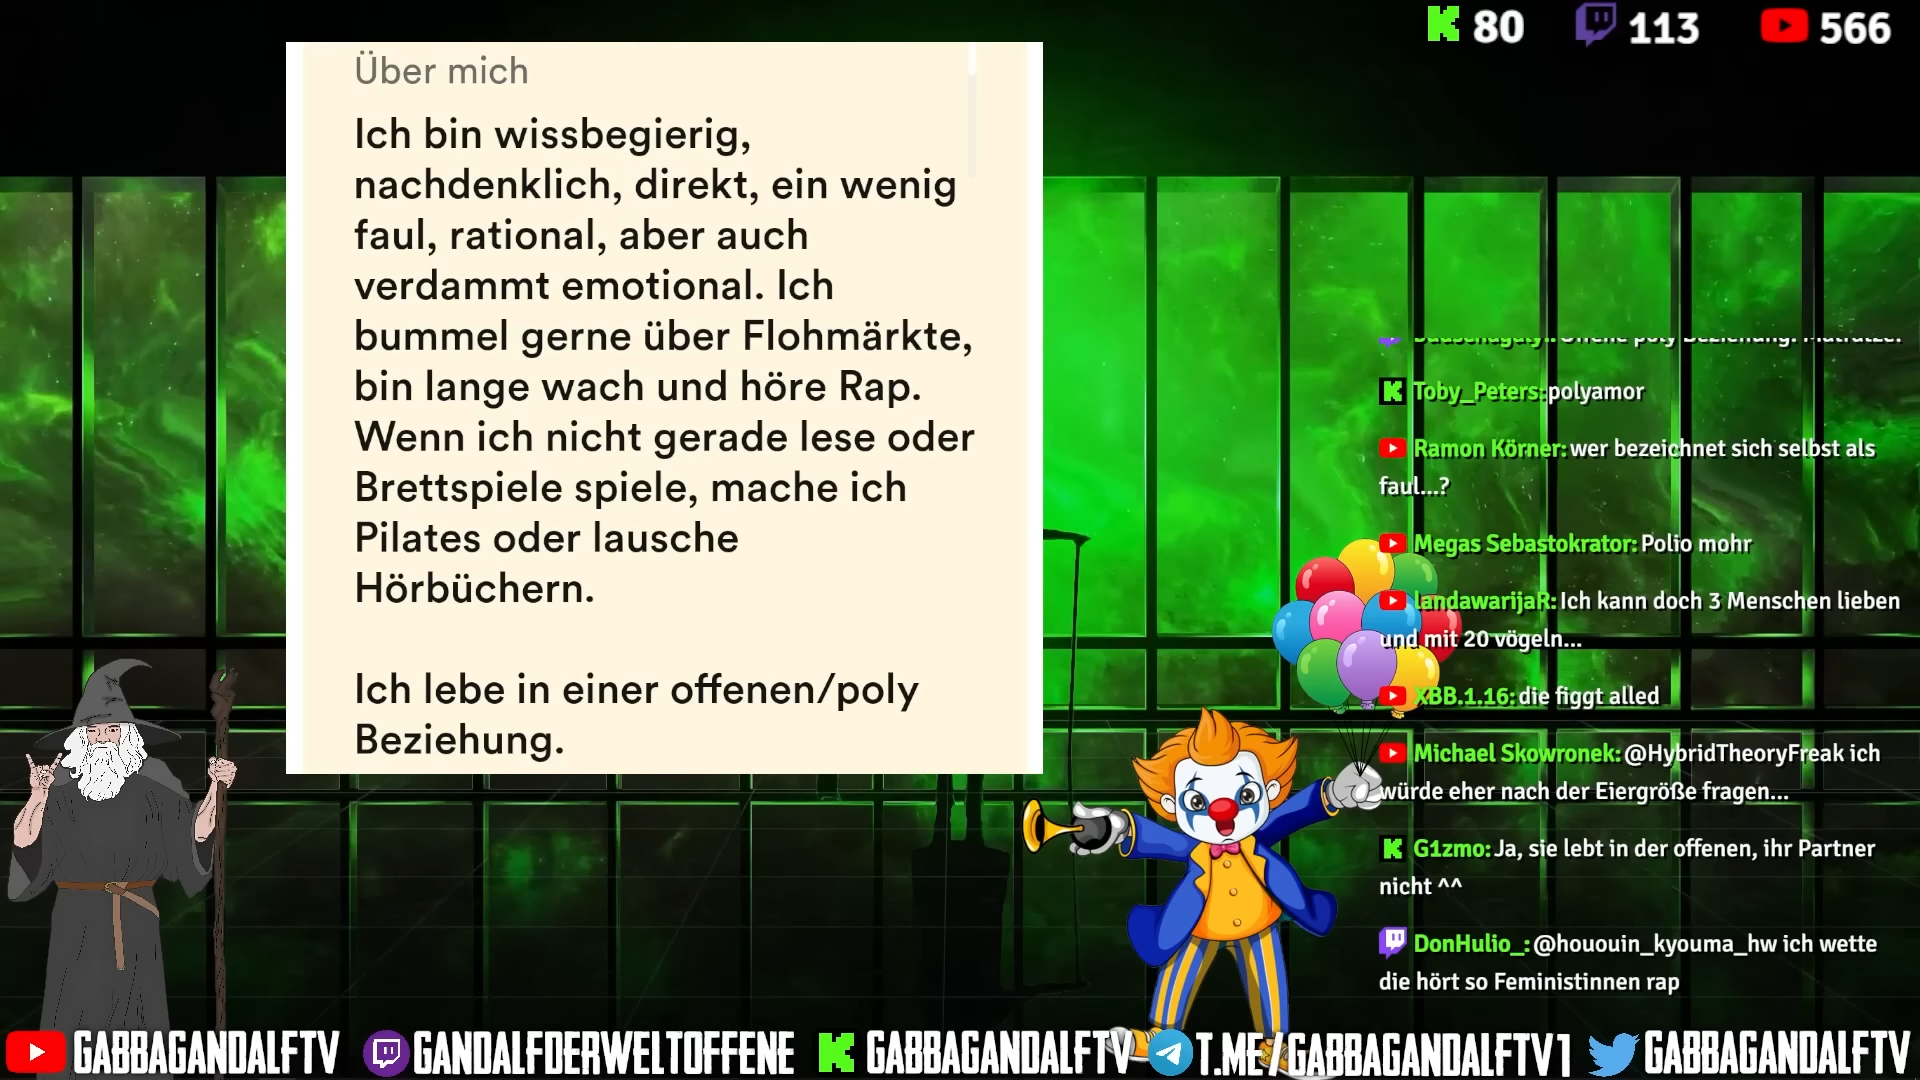 80
113
566
Über mich
Ich bin wissbegierig,
nachdenklich, direkt, ein wenig
faul, rational, aber auch
verdammt emotional. Ich
bummel gerne über Flohmärkte,
bin lange wach und höre Rap.
Wenn ich nicht gerade lese oder
Brettspiele spiele, mache ich
Pilates oder lausche
Hörbüchern.
Ich lebe in einer offenen/poly
Beziehung.
Toby_Peters: polyamor
Ramon Körner: wer bezeichnet sich selbst als
faul...?
Megas Sebastokrator: Polio mohr
landawarijaR: Ich kann doch 3 Menschen lieben
und mit 20 vögeln...
XBB.1.16: die figgt alled
Michael Skowronek: @HybridTheoryFreak ich
würde eher nach der Eiergröße fragen...
G1zmo: Ja, sie lebt in der offenen, ihr Partner
nicht ^^
DonHulio_: @hououin_kyouma_hw ich wette
die hört so Feministinnen rap
GABBAGANDALFTV
GANDALFDERWELTOFFENE
GABBAGANDALFTV
T.ME/GABBAGANDALFTV1
GABBAGANDALFTV